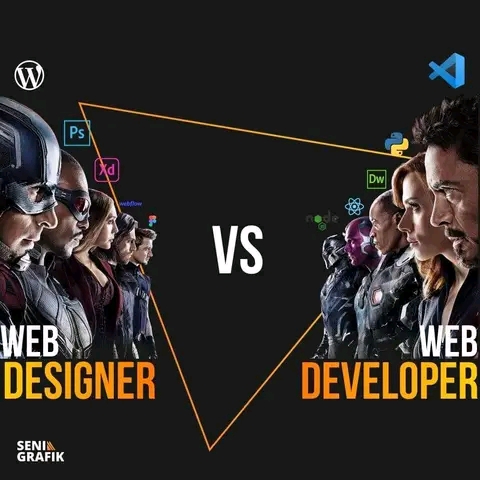 W
Ps
Xd
webflow
Dw
node
VS
WEB
DESIGNER
WEB
DEVELOPER
SENI
GRAFIK